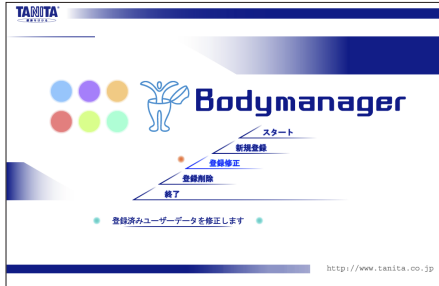 TANITA
Bodymanager
スタート
新規登録
登録修正
登録削除
終了
登録済みユーザーデータを修正します
http://www.tanita.co.jp